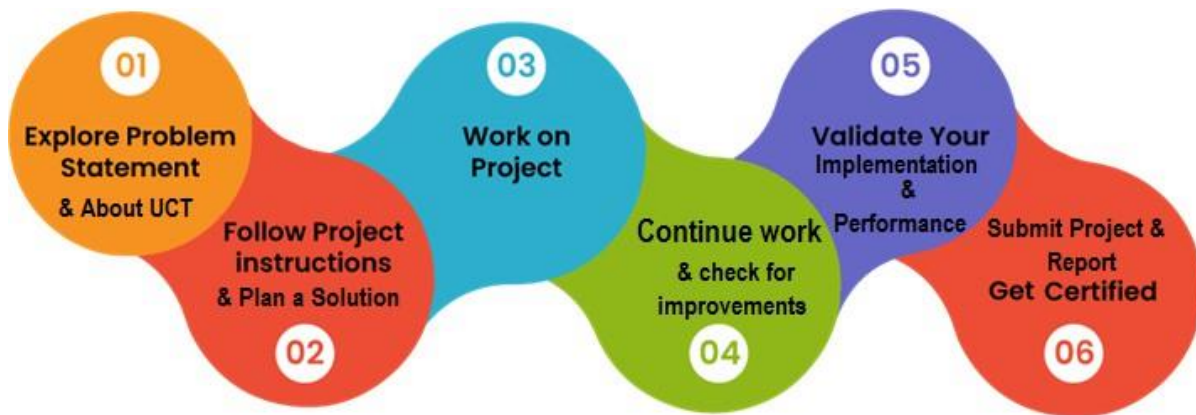 01
Explore Problem
Statement
& About UCT
Follow Project
instructions
& Plan a Solution
02
03
Work on
Project
Continue work
& check for
improvements
04
05
Validate Your
Implementation
&
Performance
Submit Project &
Report
Get Certified
06